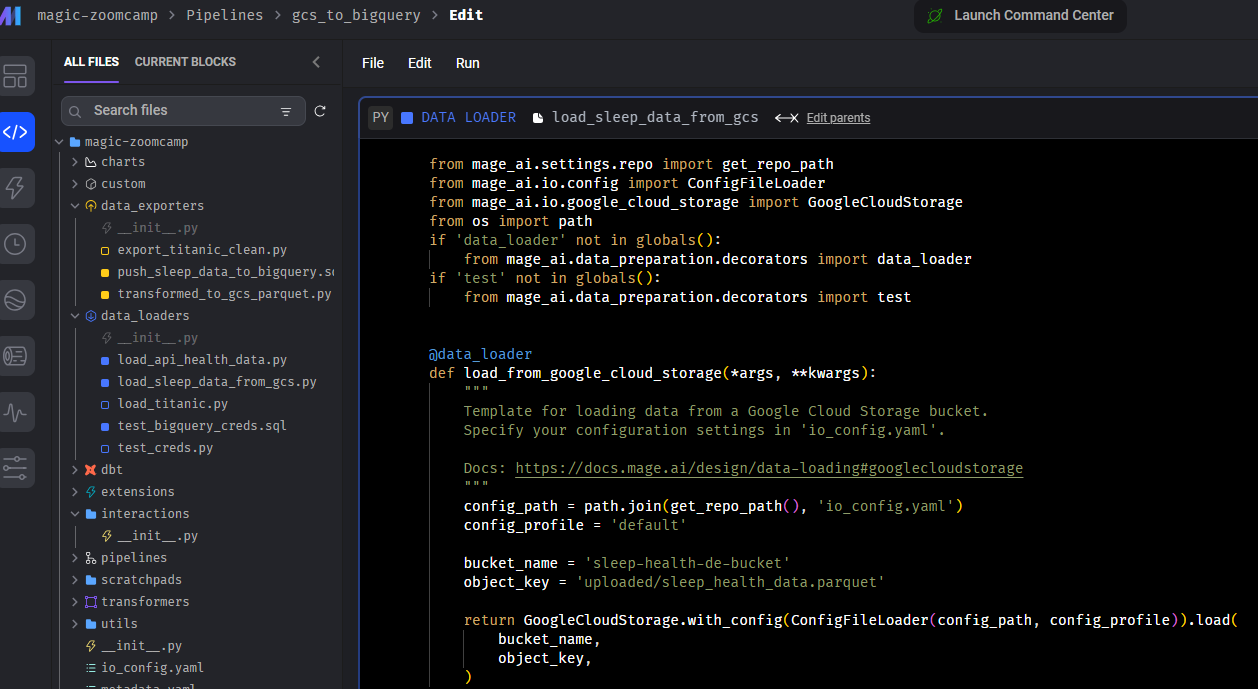 magic-zoomcamp > Pipelines > gcs_to_bigquery > Edit
Launch Command Center
ALL FILES CURRENT BLOCKS
File Edit Run
Search files
magic-zoomcamp
charts
custom
data_exporters
__init__.py
export_titanic_clean.py
push_sleep_data_to_bigquery.sq
transformed_to_gcs_parquet.py
data_loaders
__init__.py
load_api_health_data.py
load_sleep_data_from_gcs.py
load_titanic.py
test_bigquery_creds.sql
test_creds.py
dbt
extensions
interactions
__init__.py
pipelines
scratchpads
transformers
utils
__init__.py
io_config.yaml
metadata.yaml
PY DATA LOADER load_sleep_data_from_gcs Edit parents
from mage_ai.settings.repo import get_repo_path
from mage_ai.io.config import ConfigFileLoader
from mage_ai.io.google_cloud_storage import GoogleCloudStorage
from os import path
if 'data_loader' not in globals():
    from mage_ai.data_preparation.decorators import data_loader
if 'test' not in globals():
    from mage_ai.data_preparation.decorators import test
@data_loader
def load_from_google_cloud_storage(*args, **kwargs):
    """
    Template for loading data from a Google Cloud Storage bucket.
    Specify your configuration settings in 'io_config.yaml'.
    Docs: https://docs.mage.ai/design/data-loading#googlecloudstorage
    """
    config_path = path.join(get_repo_path(), 'io_config.yaml')
    config_profile = 'default'
    bucket_name = 'sleep-health-de-bucket'
    object_key = 'uploaded/sleep_health_data.parquet'
    return GoogleCloudStorage.with_config(ConfigFileLoader(config_path, config_profile)).load(
        bucket_name,
        object_key,
    )